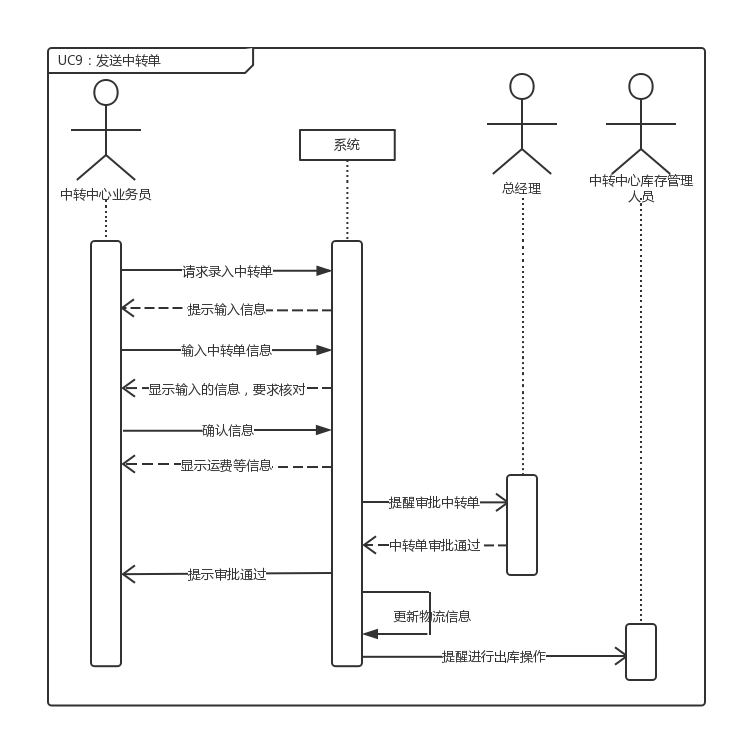 UC9：发送中转单
系统
中转中心业务员
总经理
中转中心库存管理
人员
请求录入中转单
提示输入信息
输入中转单信息
显示输入的信息，要求核对
确认信息
显示运费等信息
提醒审批中转单
中转单审批通过
提示审批通过
更新物流信息
提醒进行出库操作